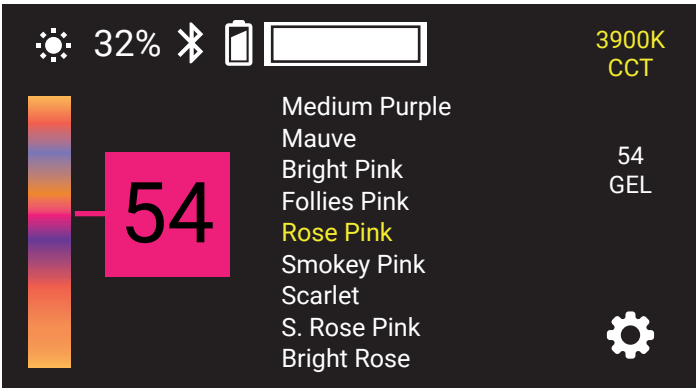 32%
3900K
CCT
54
Medium Purple
Mauve
Bright Pink
Follies Pink
Rose Pink
Smokey Pink
Scarlet
S. Rose Pink
Bright Rose
54
GEL